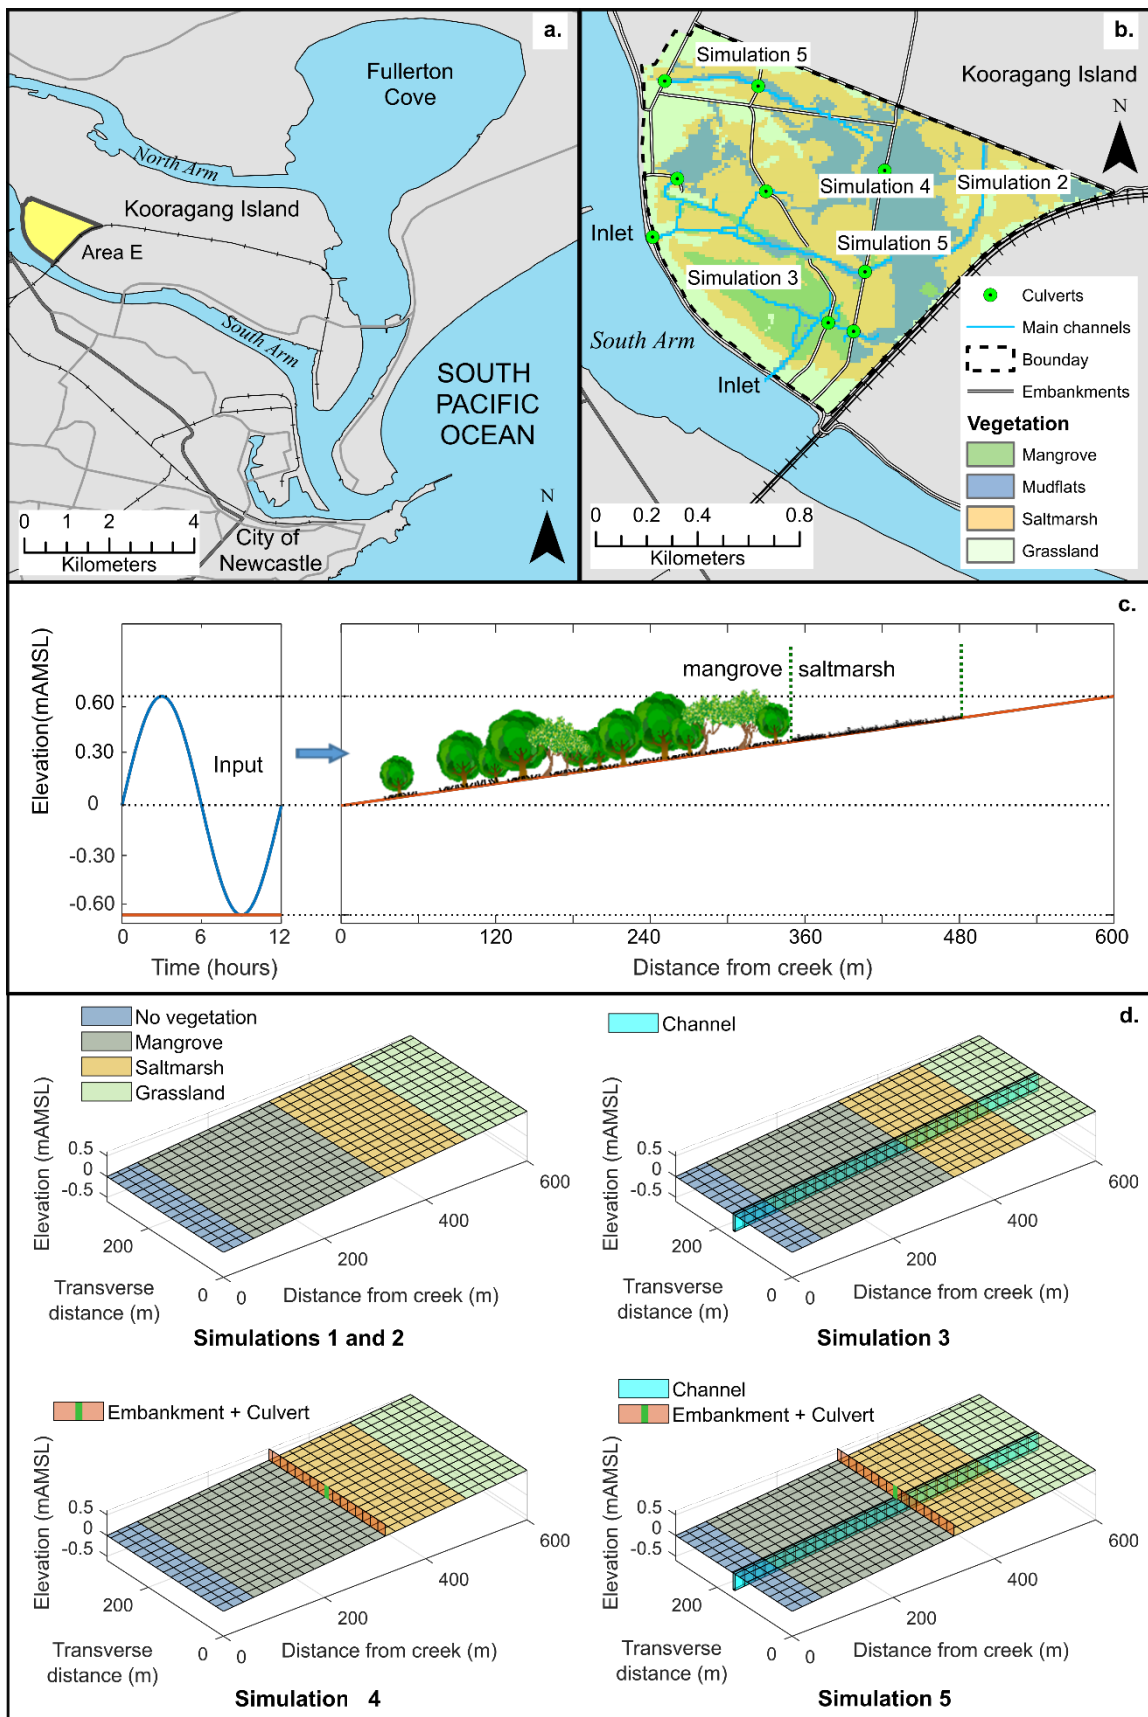 a.
Fullerton
Cove
North Arm
Kooragang Island
Area E
South Arm
SOUTH
PACIFIC
OCEAN
City of
Newcastle
N
0 1 2 4
Kilometers
b.
Simulation 5
Kooragang Island
N
Simulation 4
Simulation 2
Inlet
Simulation 5
Simulation 3
South Arm
Inlet
0 0.2 0.4 0.8
Kilometers
Culverts
Main channels
Bounday
Embankments
Vegetation
Mangrove
Mudflats
Saltmarsh
Grassland
c.
Elevation(mAMSL)
0.60
0.30
0
-0.30
-0.60
Input
0 6 12
Time (hours)
mangrove saltmarsh
0 120 240 360 480 600
Distance from creek (m)
d.
No vegetation
Mangrove
Saltmarsh
Grassland
Elevation (mAMSL)
0.5
0
-0.5
200
0
Transverse
distance (m)
0
200
400
600
Distance from creek (m)
Simulations 1 and 2
Channel
Elevation (mAMSL)
0.5
0
-0.5
200
0
Transverse
distance (m)
0
200
400
600
Distance from creek (m)
Simulation 3
Embankment + Culvert
Elevation (mAMSL)
0.5
0
-0.5
200
0
Transverse
distance (m)
0
200
400
600
Distance from creek (m)
Simulation 4
Channel
Embankment + Culvert
Elevation (mAMSL)
0.5
0
-0.5
200
0
Transverse
distance (m)
0
200
400
600
Distance from creek (m)
Simulation 5